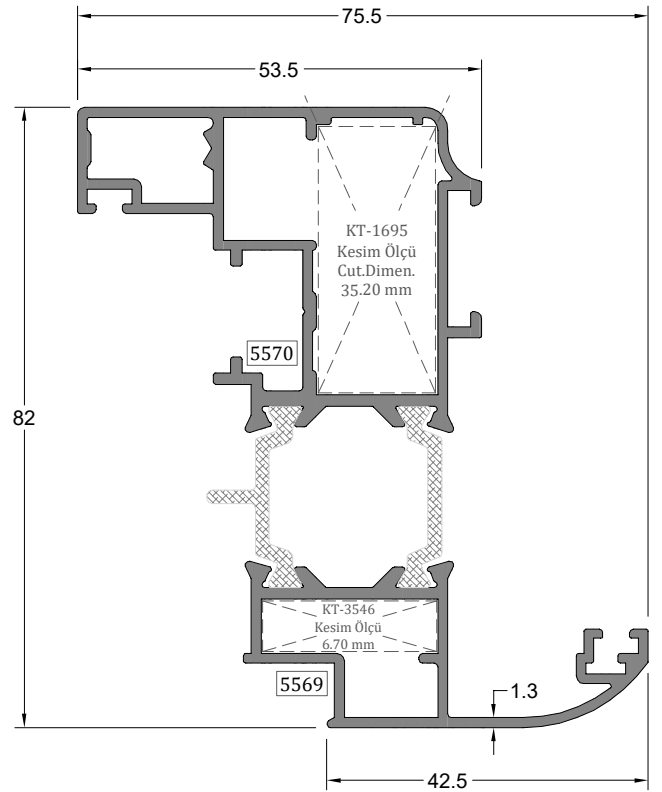 75.5
53.5
KT-1695
Kesim Ölçü
Cut.Dimen.
35.20 mm
5570
82
KT-3546
Kesim Ölçü
6.70 mm
5569
1.3
42.5